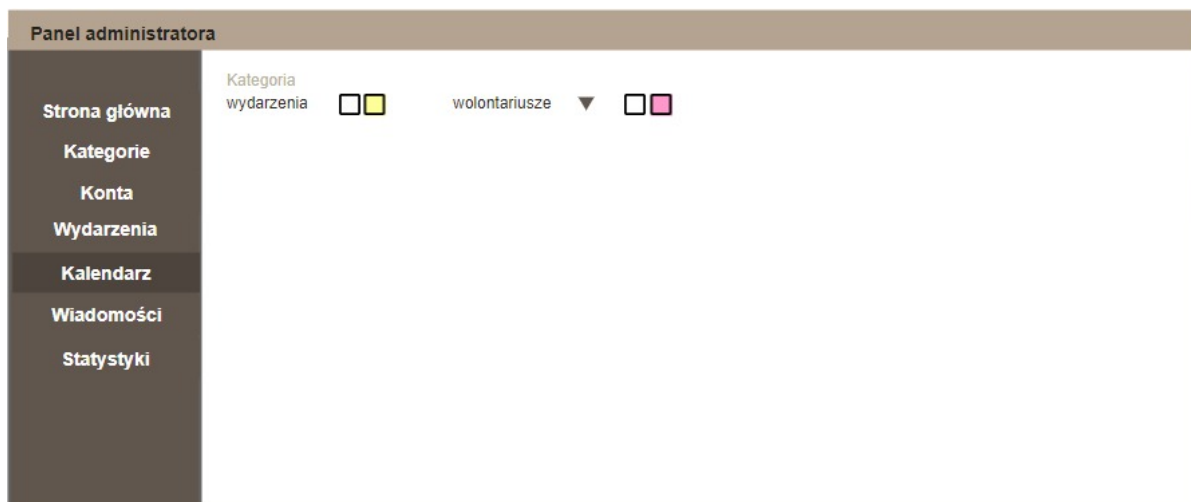 Panel administratora
Strona główna
Kategorie
Konta
Wydarzenia
Kalendarz
Wiadomości
Statystyki
Kategoria
wydarzenia
wolontariusze